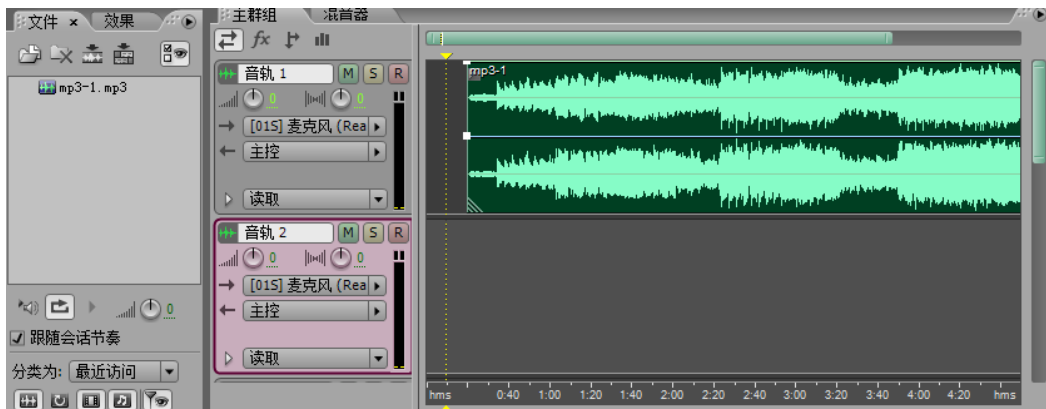 文件 × 效果
主群组 混首器
fx
mp3-1.mp3
音轨 1 M S R
0 0
[01S] 麦克风 (Rea
主控
读取
mp3-1
音轨 2 M S R
0 0
[01S] 麦克风 (Rea
主控
读取
0
跟随会话节奏
分类为: 最近访问
hms 0:40 1:00 1:20 1:40 2:00 2:20 2:40 3:00 3:20 3:40 4:00 4:20 hms